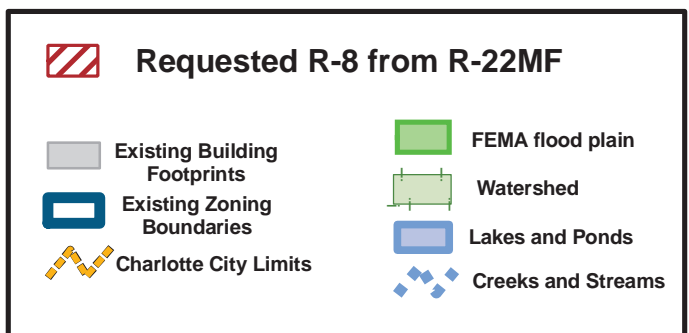 Requested R-8 from R-22MF
Existing Building
Footprints
Existing Zoning
Boundaries
Charlotte City Limits
FEMA flood plain
Watershed
Lakes and Ponds
Creeks and Streams